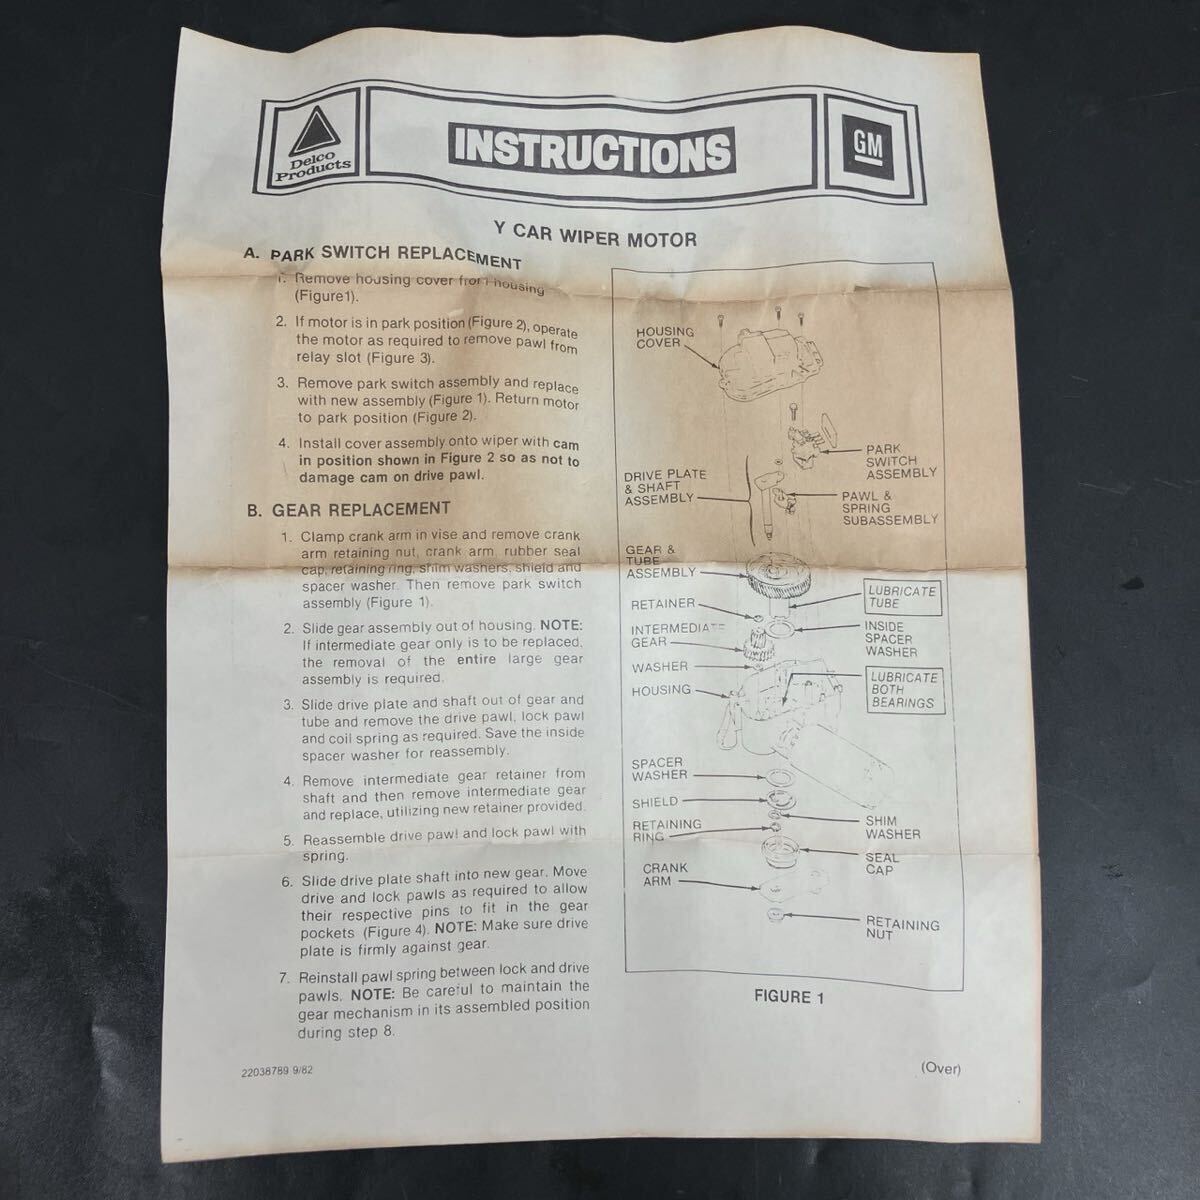 Delco
Products
INSTRUCTIONS
GM
Y CAR WIPER MOTOR
A. PARK SWITCH REPLACEMENT
1. Remove housing cover from housing
(Figure1).
2. If motor is in park position (Figure 2), operate
the motor as required to remove pawl from
relay slot (Figure 3).
3. Remove park switch assembly and replace
with new assembly (Figure 1). Return motor
to park position (Figure 2).
4. Install cover assembly onto wiper with cam
in position shown in Figure 2 so as not to
damage cam on drive pawl.
B. GEAR REPLACEMENT
1. Clamp crank arm in vise and remove crank
arm retaining nut, crank arm, rubber seal
cap, retaining ring, shim washers, shield and
spacer washer. Then remove park switch
assembly (Figure 1).
2. Slide gear assembly out of housing. NOTE:
If intermediate gear only is to be replaced,
the removal of the entire large gear
assembly is required.
3. Slide drive plate and shaft out of gear and
tube and remove the drive pawl, lock pawl
and coil spring as required. Save the inside
spacer washer for reassembly.
4. Remove intermediate gear retainer from
shaft and then remove intermediate gear
and replace, utilizing new retainer provided.
5. Reassemble drive pawl and lock pawl with
spring.
6. Slide drive plate shaft into new gear. Move
drive and lock pawls as required to allow
their respective pins to fit in the gear
pockets (Figure 4). NOTE: Make sure drive
plate is firmly against gear.
7. Reinstall pawl spring between lock and drive
pawls. NOTE: Be careful to maintain the
gear mechanism in its assembled position
during step 8.
HOUSING
COVER
PARK
SWITCH
ASSEMBLY
DRIVE PLATE
& SHAFT
ASSEMBLY
PAWL &
SPRING
SUBASSEMBLY
GEAR &
TUBE
ASSEMBLY
LUBRICATE
TUBE
RETAINER
INTERMEDIATE
GEAR
INSIDE
SPACER
WASHER
WASHER
HOUSING
LUBRICATE
BOTH
BEARINGS
SPACER
WASHER
SHIELD
SHIM
WASHER
RETAINING
RING
SEAL
CAP
CRANK
ARM
RETAINING
NUT
FIGURE 1
22038789 9/82
(Over)